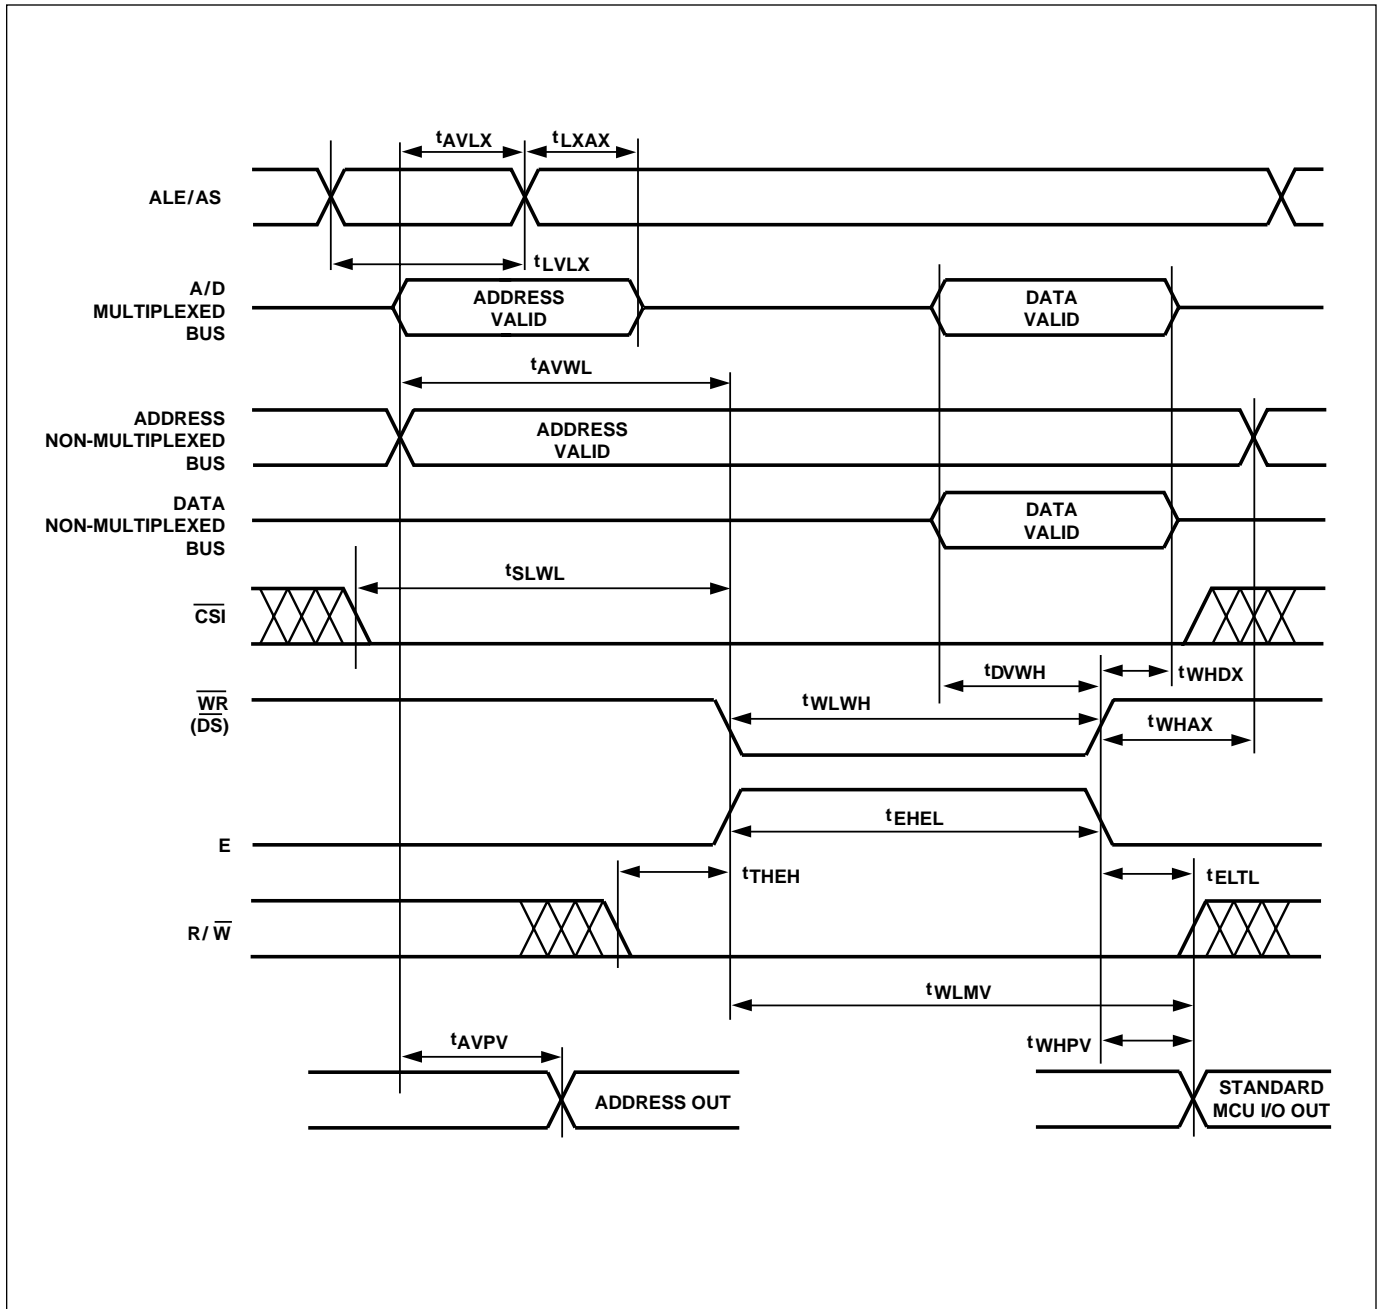 tAVLX
tLXAX
ALE/AS
tLVLX
A/D
MULTIPLEXED
BUS
ADDRESS
VALID
DATA
VALID
tAVWL
ADDRESS
NON-MULTIPLEXED
BUS
ADDRESS
VALID
DATA
NON-MULTIPLEXED
BUS
DATA
VALID
tSLWL
CSI
tDVWH
tWHDX
WR
(DS)
tWLWH
tWHAX
E
tEHEL
tTHEH
tELTL
R/W
tWLMV
tAVPV
tWHPV
ADDRESS OUT
STANDARD
MCU I/O OUT